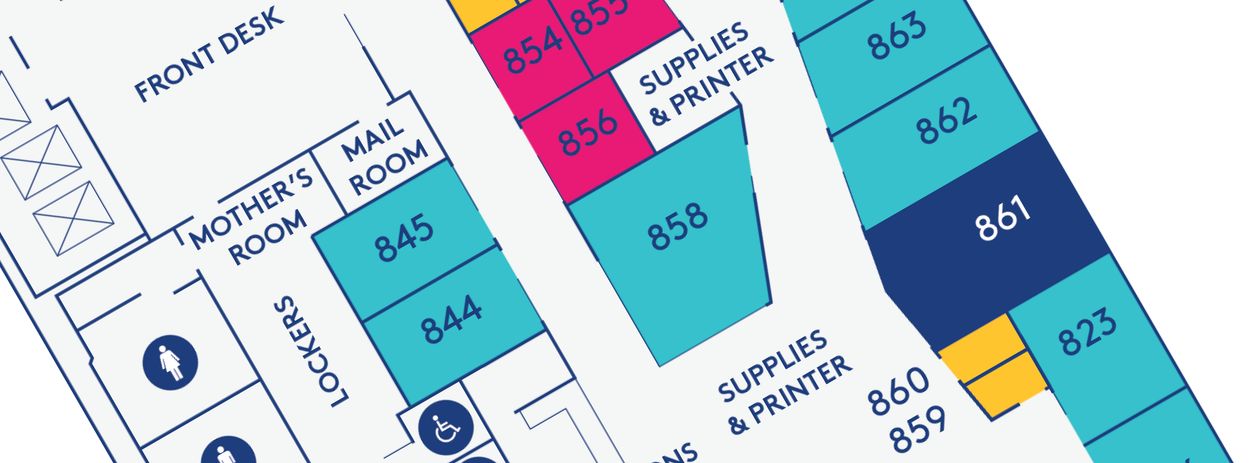 FRONT DESK
854
855
SUPPLIES
& PRINTER
863
856
862
MAIL
ROOM
MOTHER'S
ROOM
845
858
861
844
LOCKERS
823
SUPPLIES
& PRINTER
860
859